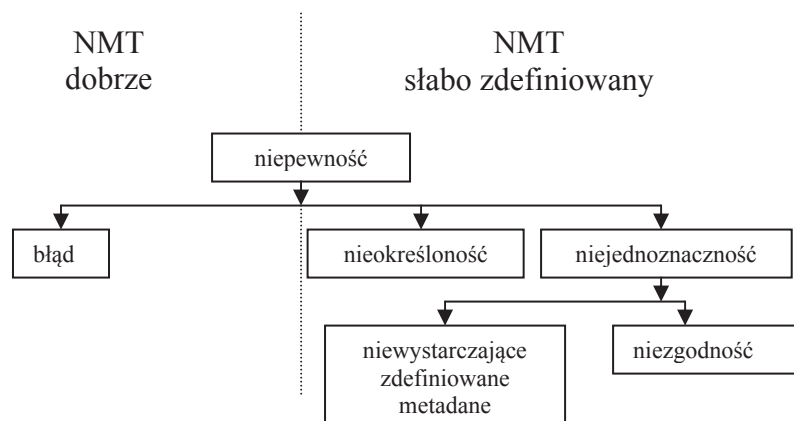 NMT
dobrze
NMT
słabo zdefiniowany
niepewność
błąd
nieokreśloność
niejednoznaczność
niewystarczające
zdefiniowane
metadane
niezgodność